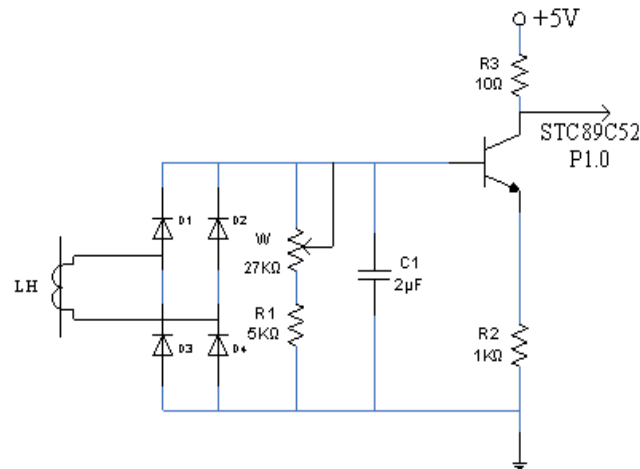 +5V
R3
10Ω
STC89C52
P1.0
D1
D2
W
27KΩ
C1
2μF
LH
R1
5KΩ
D3
D4
R2
1KΩ